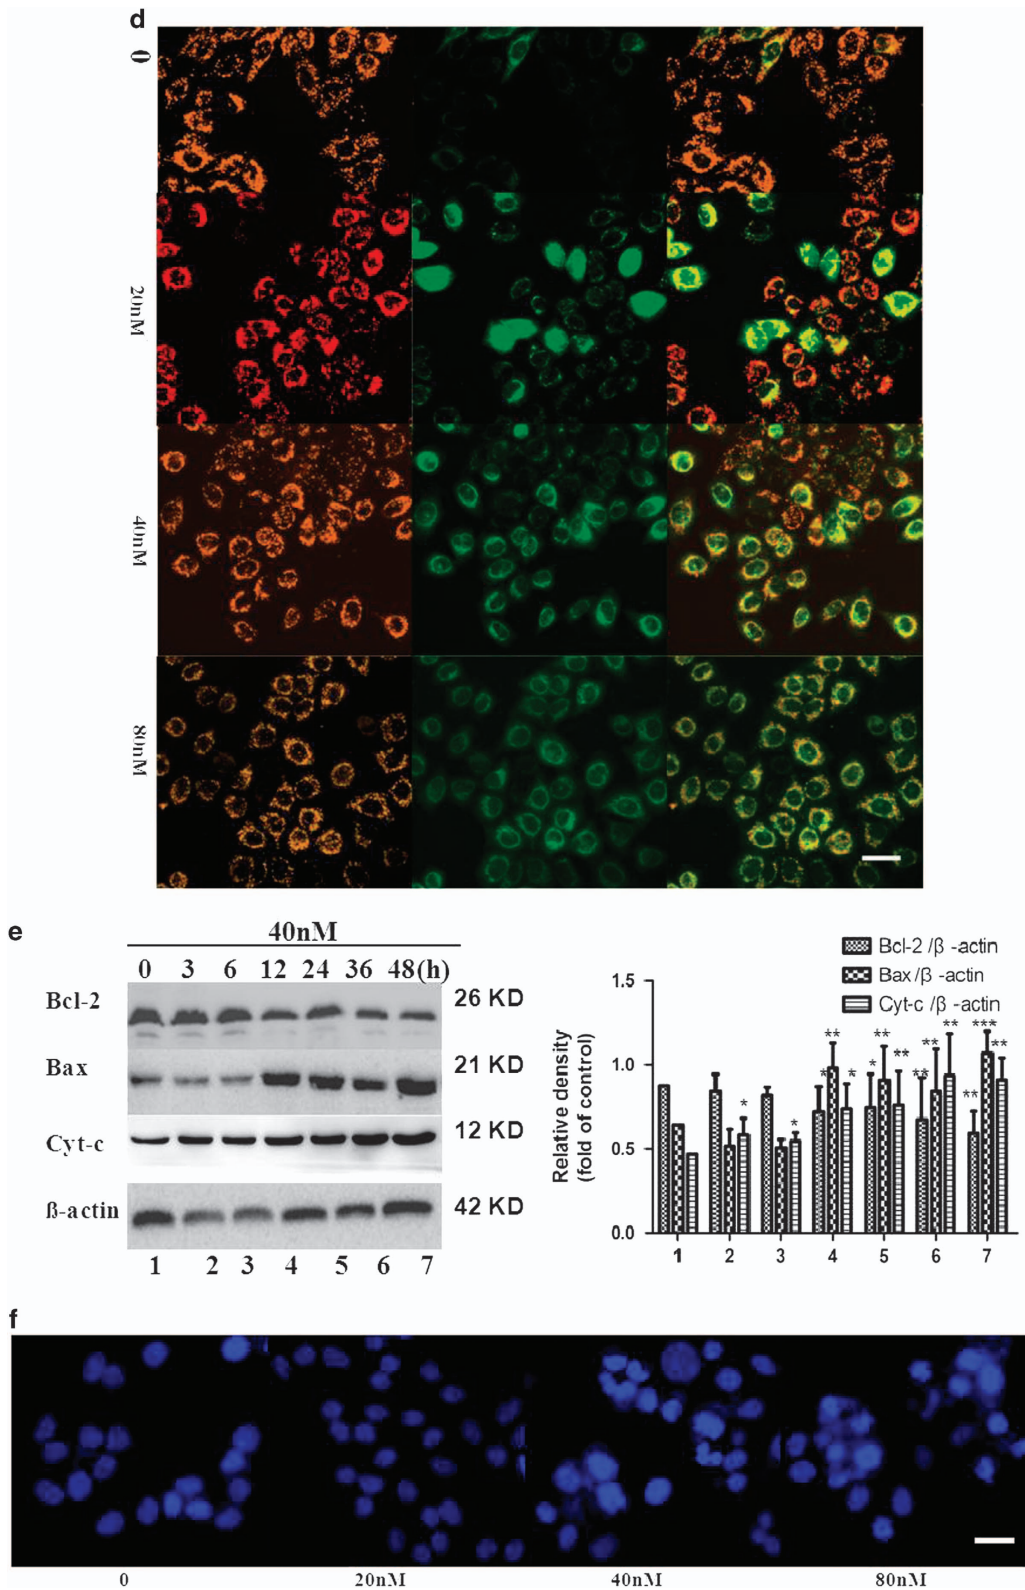 d
0
20nM
40nM
80nM
e
40nM
0 3 6 12 24 36 48(h)
Bcl-2 26 KD
Bax 21 KD
Cyt-c 12 KD
ß-actin 42 KD
1 2 3 4 5 6 7
Bcl-2 /β -actin
Bax /β -actin
Cyt-c /β -actin
Relative density
(fold of control)
1.5
1.0
0.5
0.0
* * * ** * * ** ** ** ** ** ** *** **
1 2 3 4 5 6 7
f
0 20nM 40nM 80nM